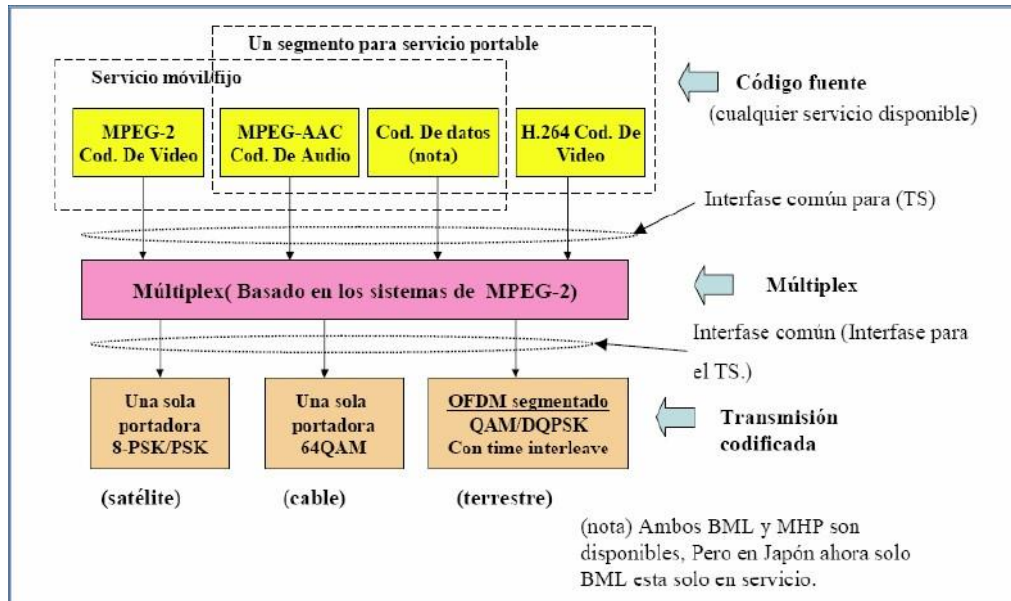 Un segmento para servicio portable
Servicio móvil/fijo
MPEG-2
Cod. De Video
MPEG-AAC
Cod. De Audio
Cod. De datos
(nota)
H.264 Cod. De
Video
Código fuente
(cualquier servicio disponible)
Interfase común para (TS)
Múltiplex( Basado en los sistemas de MPEG-2)
Múltiplex
Interfase común (Interfase para
el TS.)
Una sola
portadora
8-PSK/PSK
Una sola
portadora
64QAM
OFDM segmentado
QAM/DQPSK
Con time interleave
Transmisión
codificada
(satélite)
(cable)
(terrestre)
(nota) Ambos BML y MHP son
disponibles, Pero en Japón ahora solo
BML esta solo en servicio.